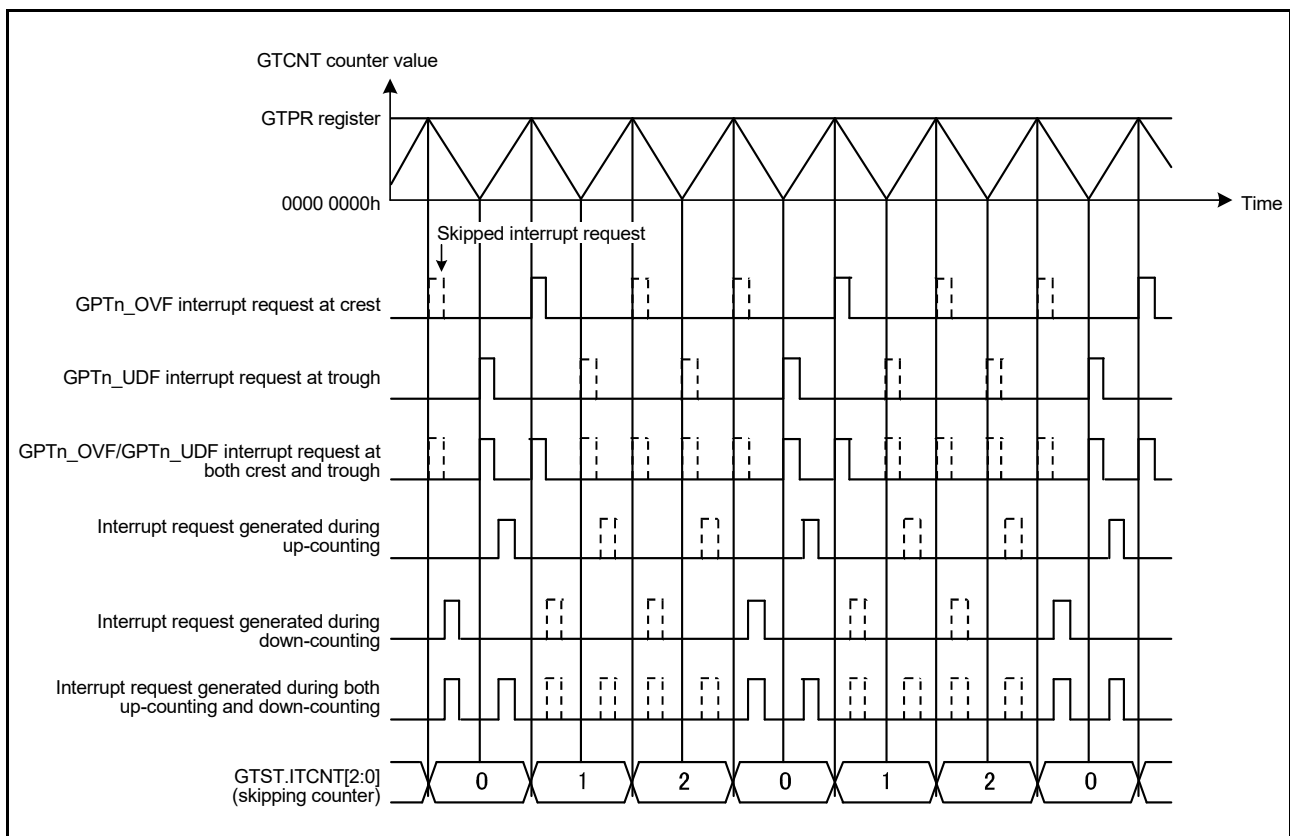 GTCNT counter value
GTPR register
0000 0000h
Time
Skipped interrupt request
GPTn_OVF interrupt request at crest
GPTn_UDF interrupt request at trough
GPTn_OVF/GPTn_UDF interrupt request at
both crest and trough
Interrupt request generated during
up-counting
Interrupt request generated during
down-counting
Interrupt request generated during both
up-counting and down-counting
GTST.ITCNT[2:0]
(skipping counter)
0 1 2 0 1 2 0